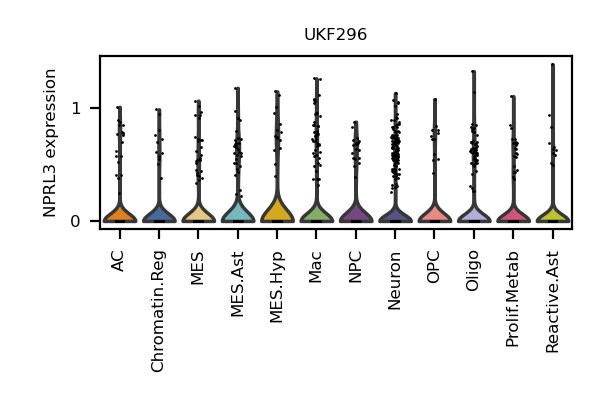 UKF296
NPRL3 expression
1
0
AC
Chromatin.Reg
MES
MES.Ast
MES.Hyp
Mac
NPC
Neuron
OPC
Oligo
Prolif.Metab
Reactive.Ast